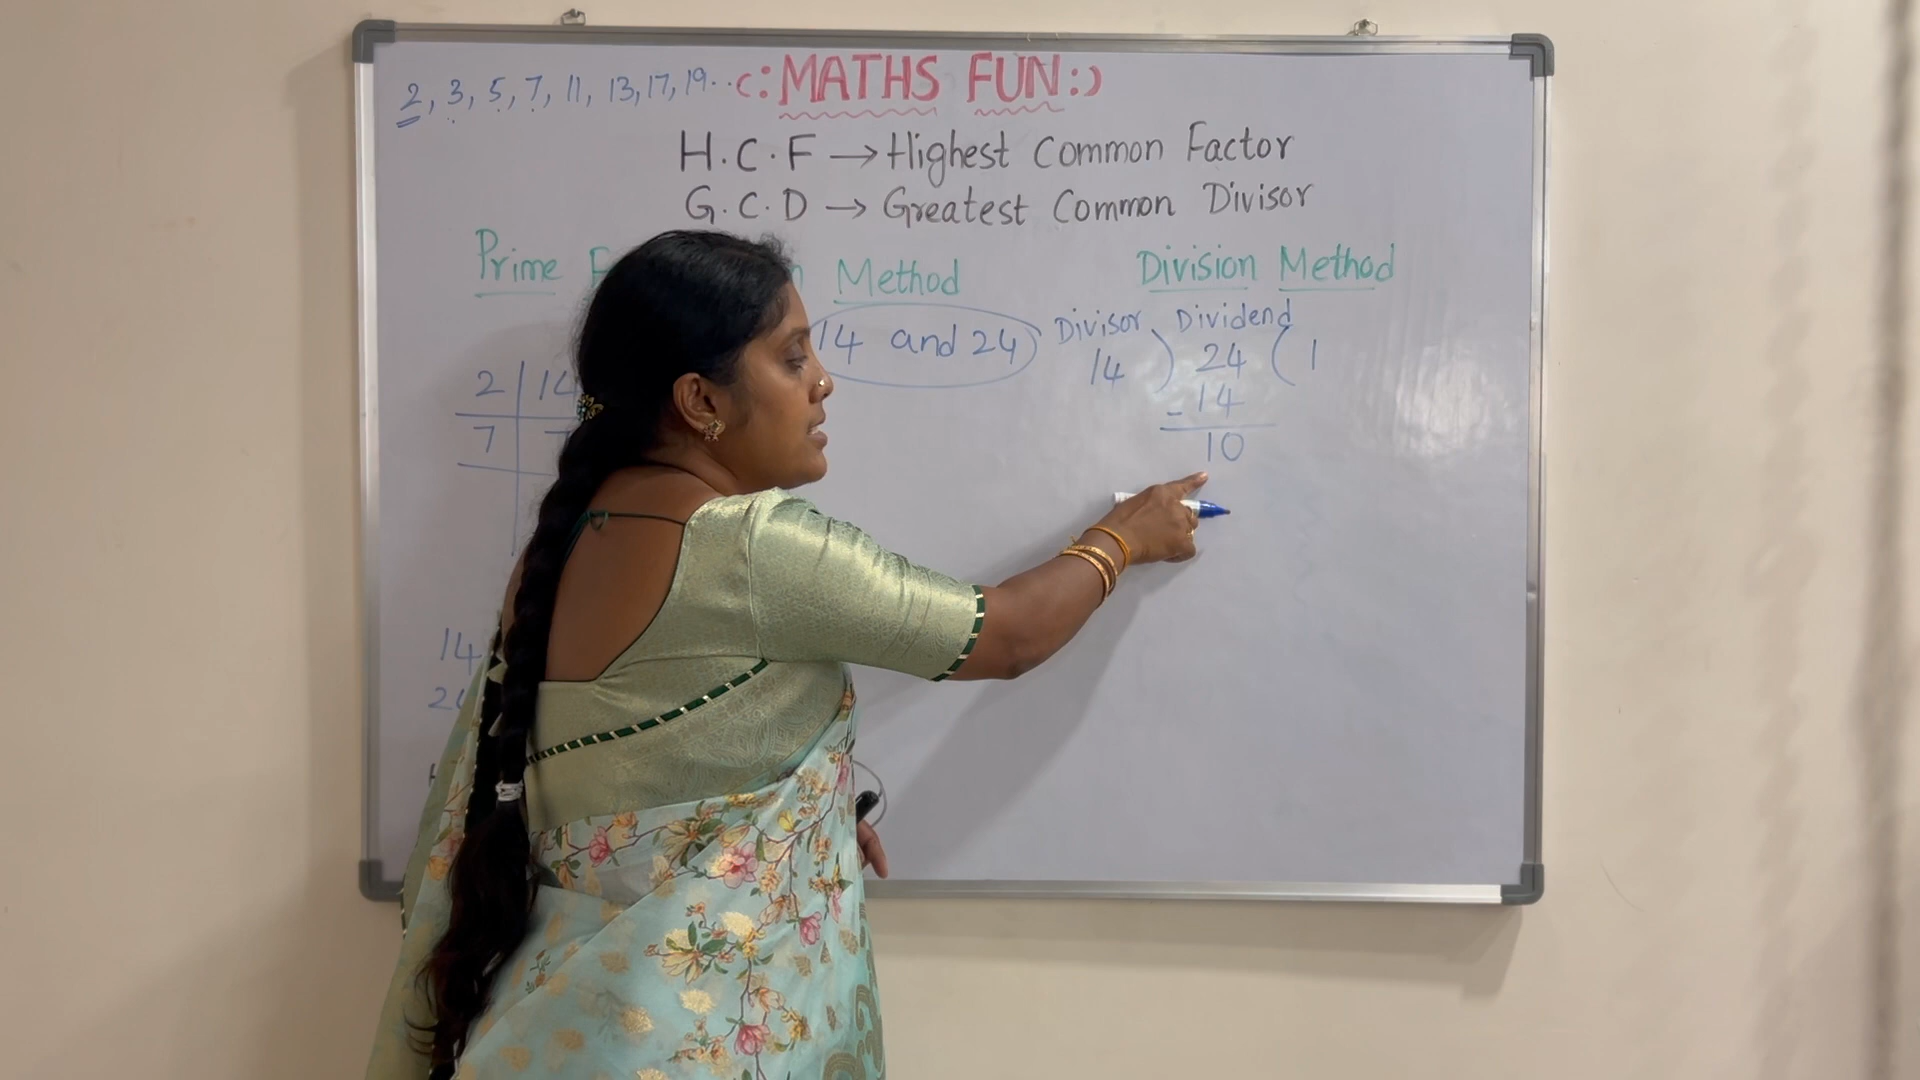 2, 3, 5, 7, 11, 13, 17, 19.. (: MATHS FUN :)
H.C.F → Highest Common Factor
G.C.D → Greatest Common Divisor
Prime Method
14 and 24
2 14
7 7
14
Division Method
Divisor Dividend
14 ) 24 ( 1
- 14
10